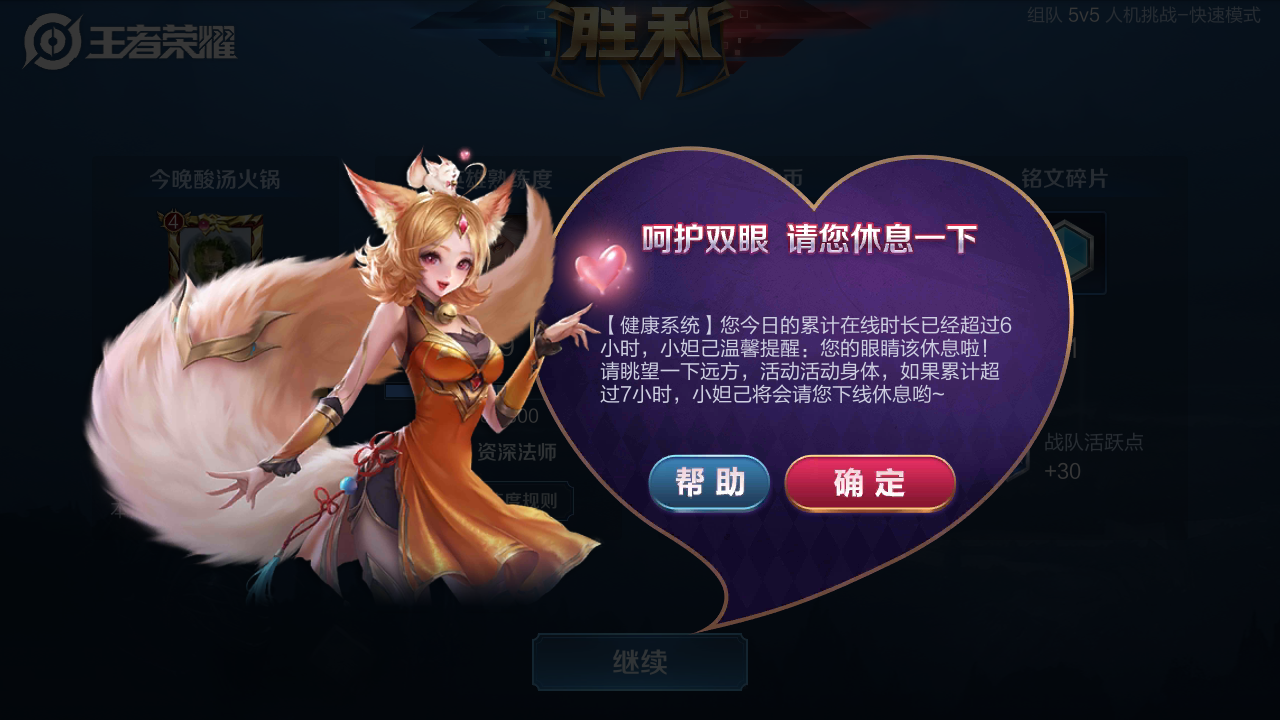 王者荣耀
胜利
组队 5v5 人机挑战-快速模式
今晚酸汤火锅
熟练度
币
铭文碎片
4
呵护双眼 请您休息一下
【健康系统】您今日的累计在线时长已经超过6
小时，小妲己温馨提醒：您的眼睛该休息啦！
请眺望一下远方，活动活动身体，如果累计超
过7小时，小妲己将会请您下线休息哟~
资深法师
战队活跃点
+30
帮助
确定
度规则
继续